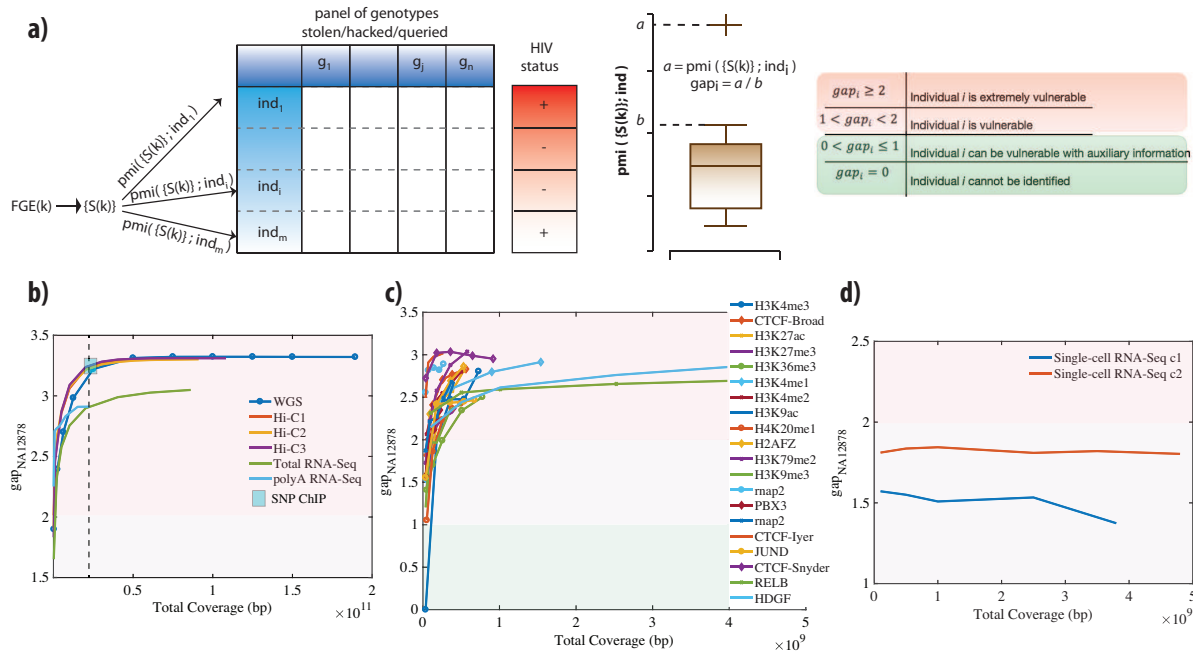 a)
panel of genotypes
stolen/hacked/queried
g1
gj
gn
ind1
indi
indm
HIV
status
+
-
-
+
FGE(k)
{S(k)}
pmi({S(k)} ; ind1)
pmi( {S(k)} ; indi)
pmi( {S(k)} ; indm)
pmi ( {S(k)}; ind)
a
b
a = pmi ( {S(k)} ; indi)
gapi = a / b
gapi ≥ 2
Individual i is extremely vulnerable
1 < gapi < 2
Individual i is vulnerable
0 < gapi ≤ 1
Individual i can be vulnerable with auxiliary information
gapi = 0
Individual i cannot be identified
b)
gapNA12878
3.5
3
2.5
2
1.5
0.5
1
1.5
2
Total Coverage (bp)
× 10^11
WGS
Hi-C1
Hi-C2
Hi-C3
Total RNA-Seq
polyA RNA-Seq
SNP ChIP
c)
gapNA12878
3.5
3
2.5
2
1.5
1
0.5
0
0
1
2
3
4
5
Total Coverage (bp)
× 10^9
H3K4me3
CTCF-Broad
H3K27ac
H3K27me3
H3K36me3
H3K4me1
H3K4me2
H3K9ac
H4K20me1
H2AFZ
H3K79me2
H3K9me3
rnap2
PBX3
rnap2
CTCF-Iyer
JUND
CTCF-Snyder
RELB
HDGF
d)
gapNA12878
3
2.5
2
1.5
1
0
1
2
3
4
5
Total Coverage (bp)
× 10^9
Single-cell RNA-Seq c1
Single-cell RNA-Seq c2